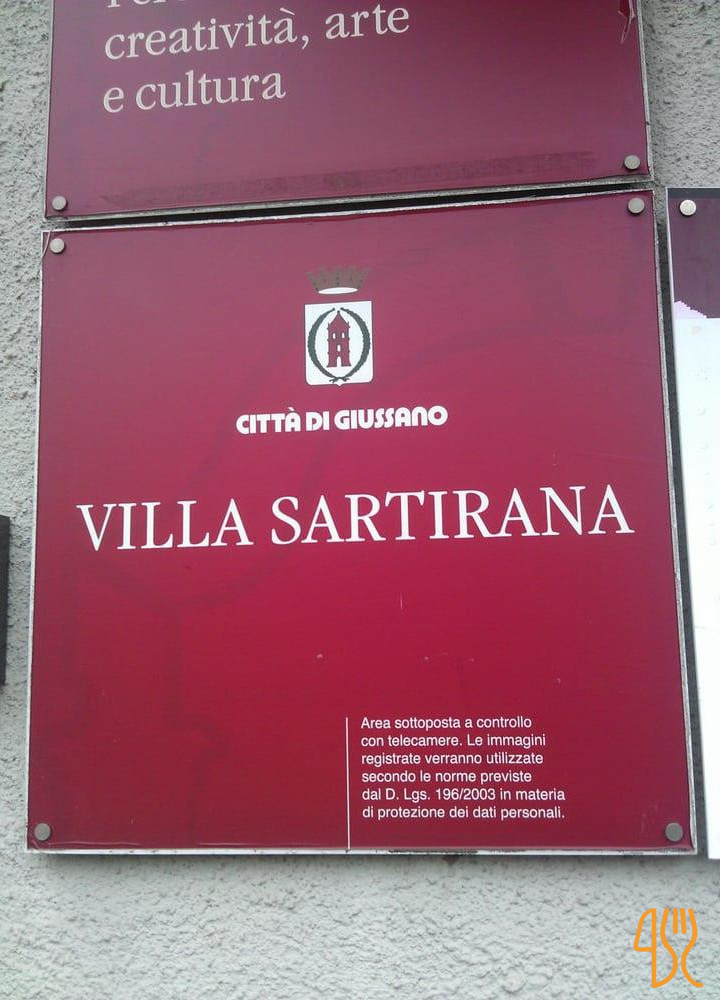 creatività, arte
e cultura
CITTÀ DI GIUSSANO
VILLA SARTIRANA
Area sottoposta a controllo
con telecamere. Le immagini
registrate verranno utilizzate
secondo le norme previste
dal D. Lgs. 196/2003 in materia
di protezione dei dati personali.